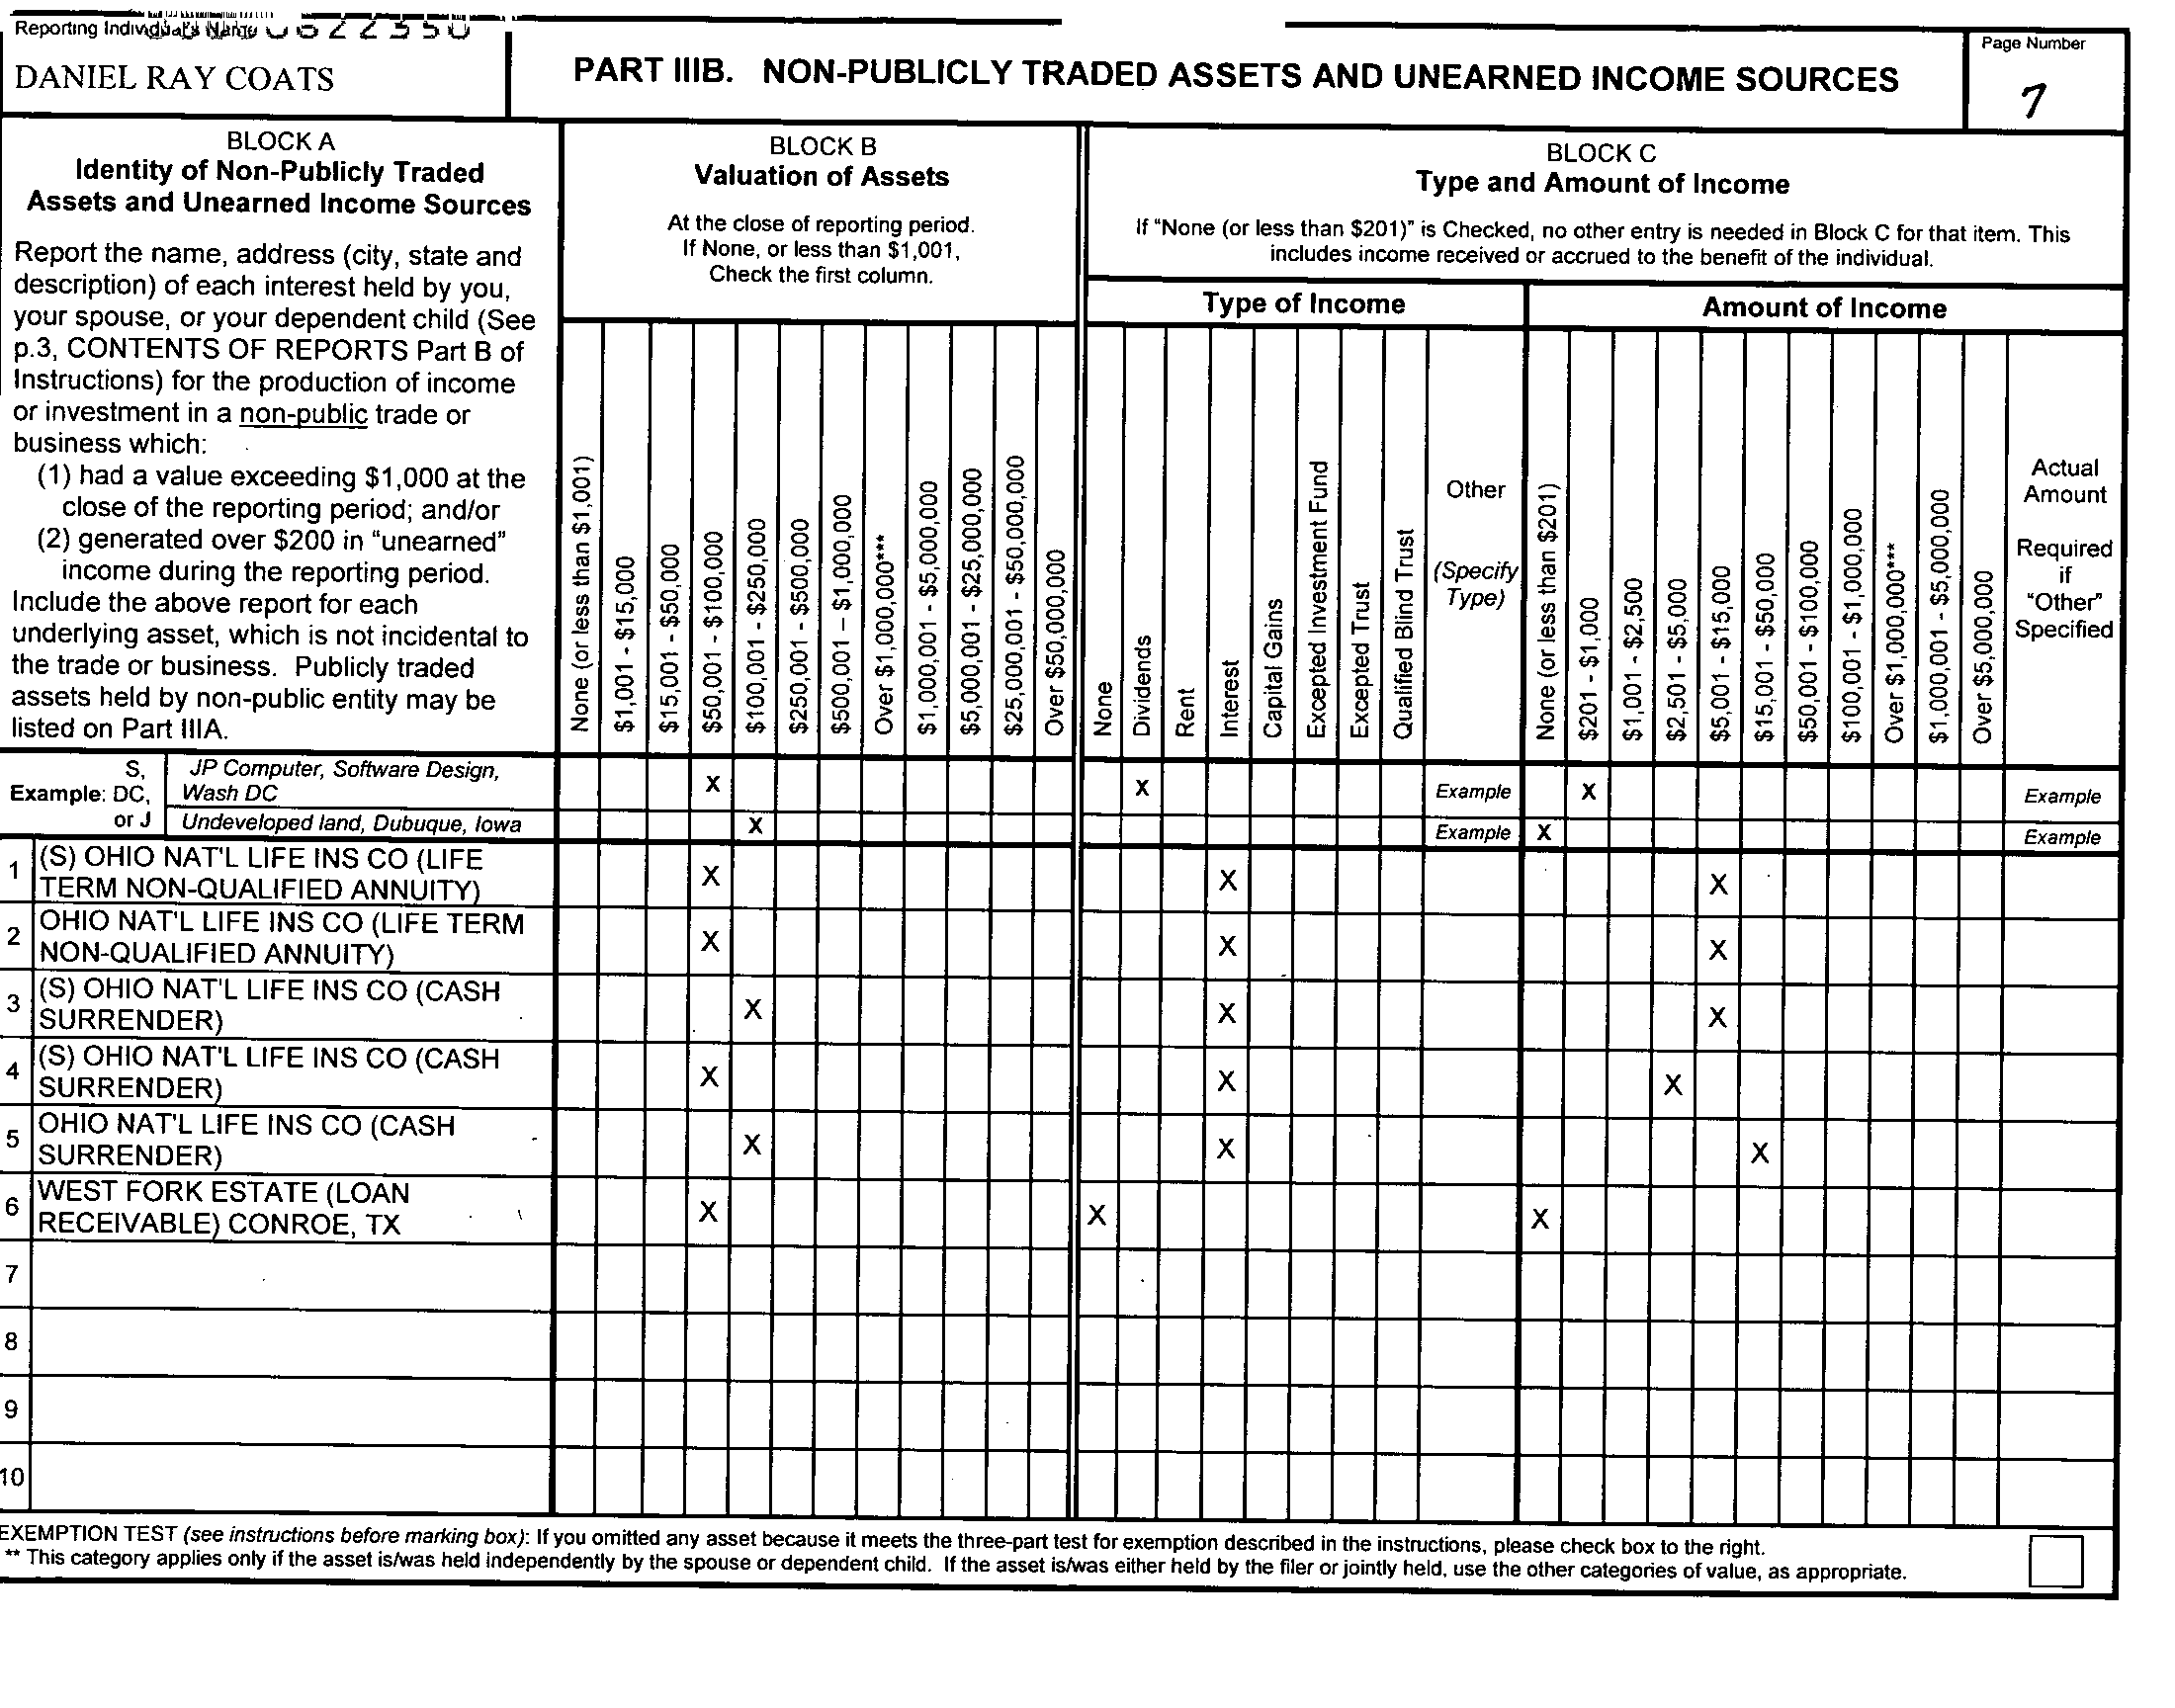 Reporting Individual's Name
DANIEL RAY COATS
PART IIIB. NON-PUBLICLY TRADED ASSETS AND UNEARNED INCOME SOURCES
Page Number
7
BLOCK A
Identity of Non-Publicly Traded
Assets and Unearned Income Sources
Report the name, address (city, state and
description) of each interest held by you,
your spouse, or your dependent child (See
p.3, CONTENTS OF REPORTS Part B of
Instructions) for the production of income
or investment in a non-public trade or
business which:
(1) had a value exceeding $1,000 at the
close of the reporting period; and/or
(2) generated over $200 in "unearned"
income during the reporting period.
Include the above report for each
underlying asset, which is not incidental to
the trade or business. Publicly traded
assets held by non-public entity may be
listed on Part IIIA.
BLOCK B
Valuation of Assets
At the close of reporting period.
If None, or less than $1,001,
Check the first column.
None (or less than $1,001)
$1,001 - $15,000
$15,001 - $50,000
$50,001 - $100,000
$100,001 - $250,000
$250,001 - $500,000
$500,001 – $1,000,000
Over $1,000,000***
$1,000,001 - $5,000,000
$5,000,001 - $25,000,000
$25,000,001 - $50,000,000
Over $50,000,000
BLOCK C
Type and Amount of Income
If "None (or less than $201)" is Checked, no other entry is needed in Block C for that item. This
includes income received or accrued to the benefit of the individual.
Type of Income
None
Dividends
Rent
Interest
Capital Gains
Excepted Investment Fund
Excepted Trust
Qualified Blind Trust
Other
(Specify
Type)
Amount of Income
None (or less than $201)
$201 - $1,000
$1,001 - $2,500
$2,501 - $5,000
$5,001 - $15,000
$15,001 - $50,000
$50,001 - $100,000
$100,001 - $1,000,000
Over $1,000,000***
$1,000,001 - $5,000,000
Over $5,000,000
Actual
Amount
Required
if
"Other"
Specified
S,
Example: DC,
or J
JP Computer, Software Design,
Wash DC
X X Example X Example
Undeveloped land, Dubuque, Iowa X Example X Example
1 (S) OHIO NAT'L LIFE INS CO (LIFE
TERM NON-QUALIFIED ANNUITY) X X X
2 OHIO NAT'L LIFE INS CO (LIFE TERM
NON-QUALIFIED ANNUITY) X X X
3 (S) OHIO NAT'L LIFE INS CO (CASH
SURRENDER) X X X
4 (S) OHIO NAT'L LIFE INS CO (CASH
SURRENDER) X X X
5 OHIO NAT'L LIFE INS CO (CASH
SURRENDER) X X X
6 WEST FORK ESTATE (LOAN
RECEIVABLE) CONROE, TX X X X
7
8
9
10
EXEMPTION TEST (see instructions before marking box): If you omitted any asset because it meets the three-part test for exemption described in the instructions, please check box to the right.
** This category applies only if the asset is/was held independently by the spouse or dependent child. If the asset is/was either held by the filer or jointly held, use the other categories of value, as appropriate.